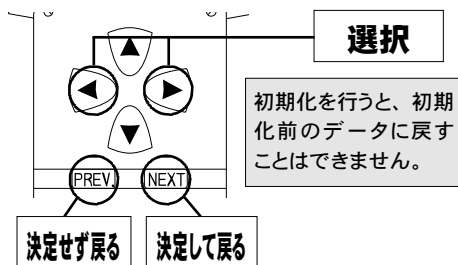 選択
初期化を行うと、初期
化前のデータに戻す
ことはできません。
PREV.
NEXT
決定せず戻る
決定して戻る